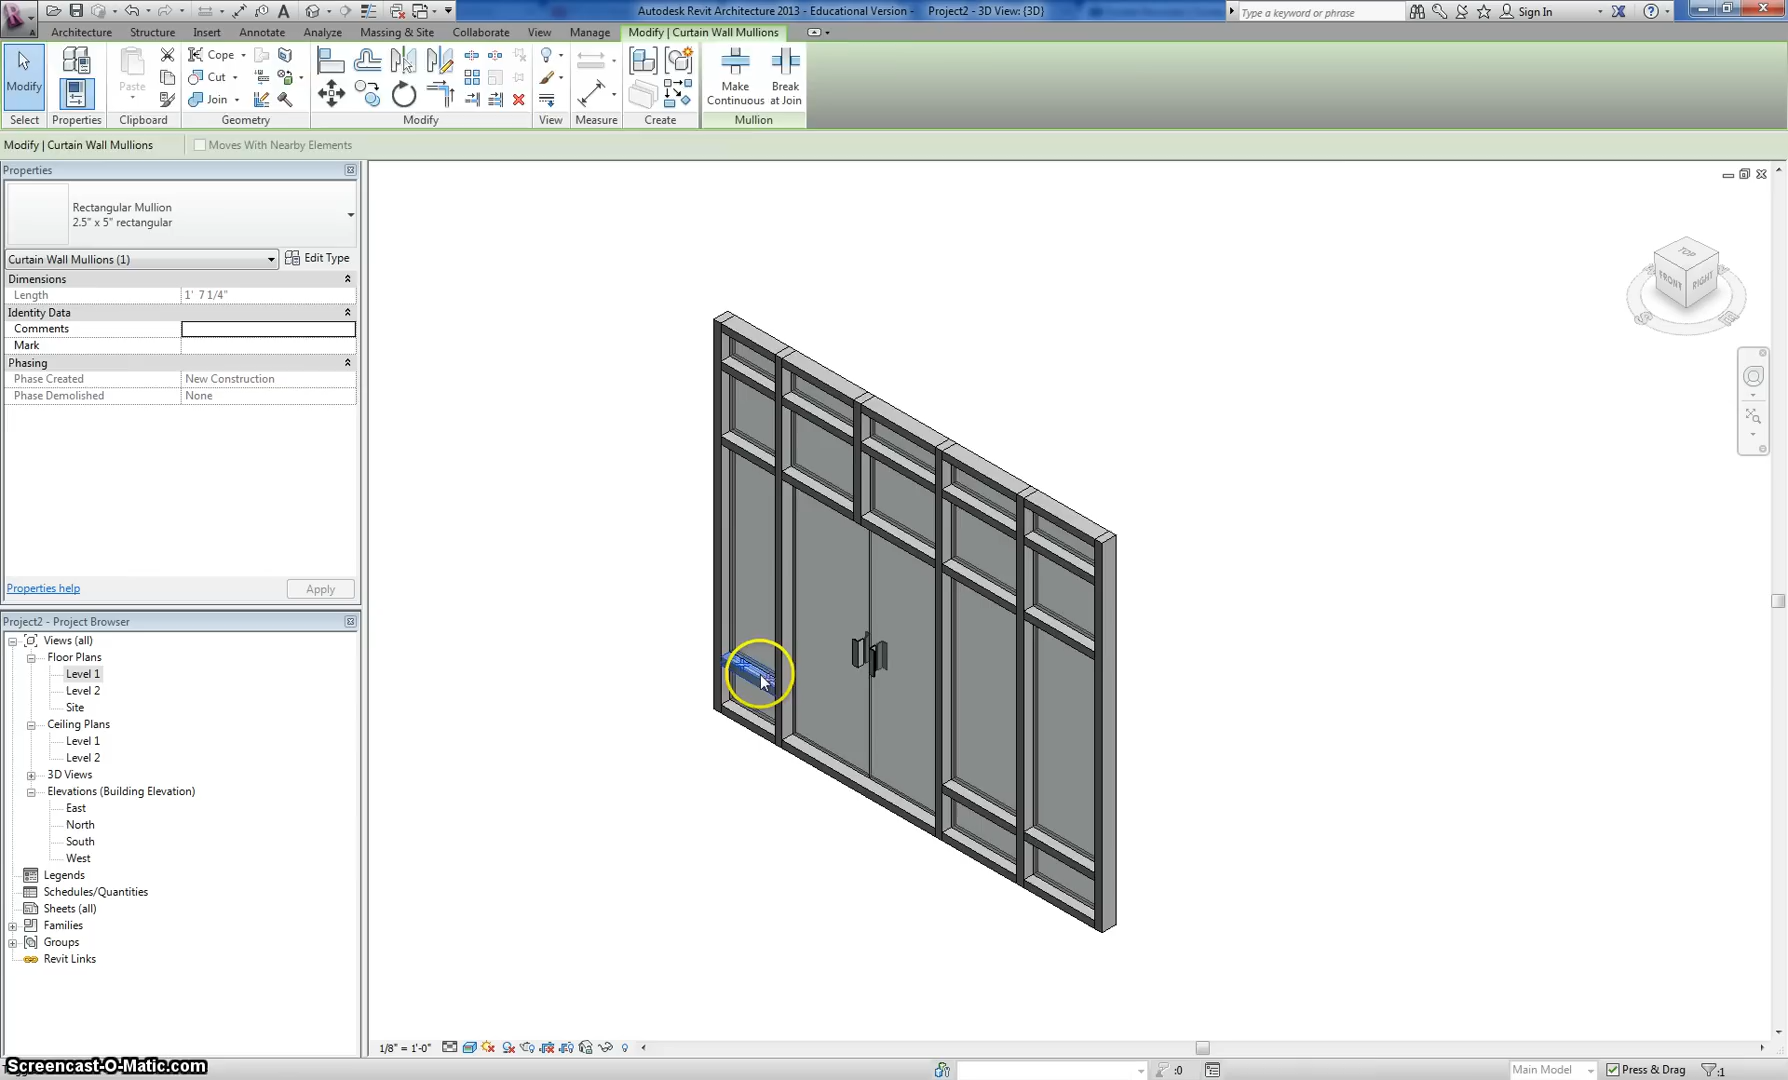 Autodesk Revit Architecture 2013 - Educational Version - Project2 - 3D View: {3D}
Type a keyword or phrase
Sign In
Architecture
Structure
Insert
Annotate
Analyze
Massing & Site
Collaborate
View
Manage
Modify | Curtain Wall Mullions
Modify
Paste
Cope
Cut
Join
Make Continuous
Break at Join
Select
Properties
Clipboard
Geometry
Modify
View
Measure
Create
Mullion
Modify | Curtain Wall Mullions
Moves With Nearby Elements
Properties
Rectangular Mullion
2.5" x 5" rectangular
Curtain Wall Mullions (1)
Edit Type
Dimensions
Length 1' 7 1/4"
Identity Data
Comments
Mark
Phasing
Phase Created New Construction
Phase Demolished None
Properties help
Apply
Project2 - Project Browser
Views (all)
Floor Plans
Level 1
Level 2
Site
Ceiling Plans
Level 1
Level 2
3D Views
Elevations (Building Elevation)
East
North
South
West
Legends
Schedules/Quantities
Sheets (all)
Families
Groups
Revit Links
TOP
FRONT
RIGHT
1/8" = 1'-0"
Screencast-O-Matic.com
:0
Main Model
Press & Drag
:1